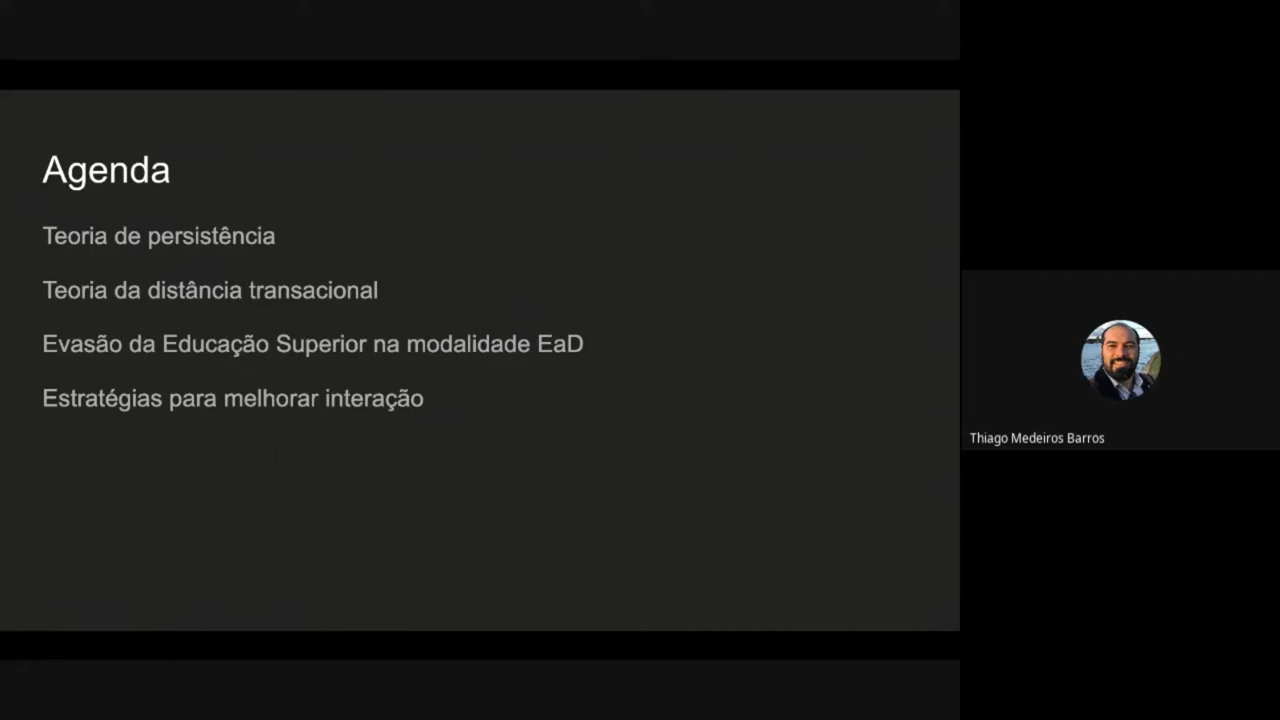 Agenda
Teoria de persistência
Teoria da distância transacional
Evasão da Educação Superior na modalidade EaD
Estratégias para melhorar interação
Thiago Medeiros Barros